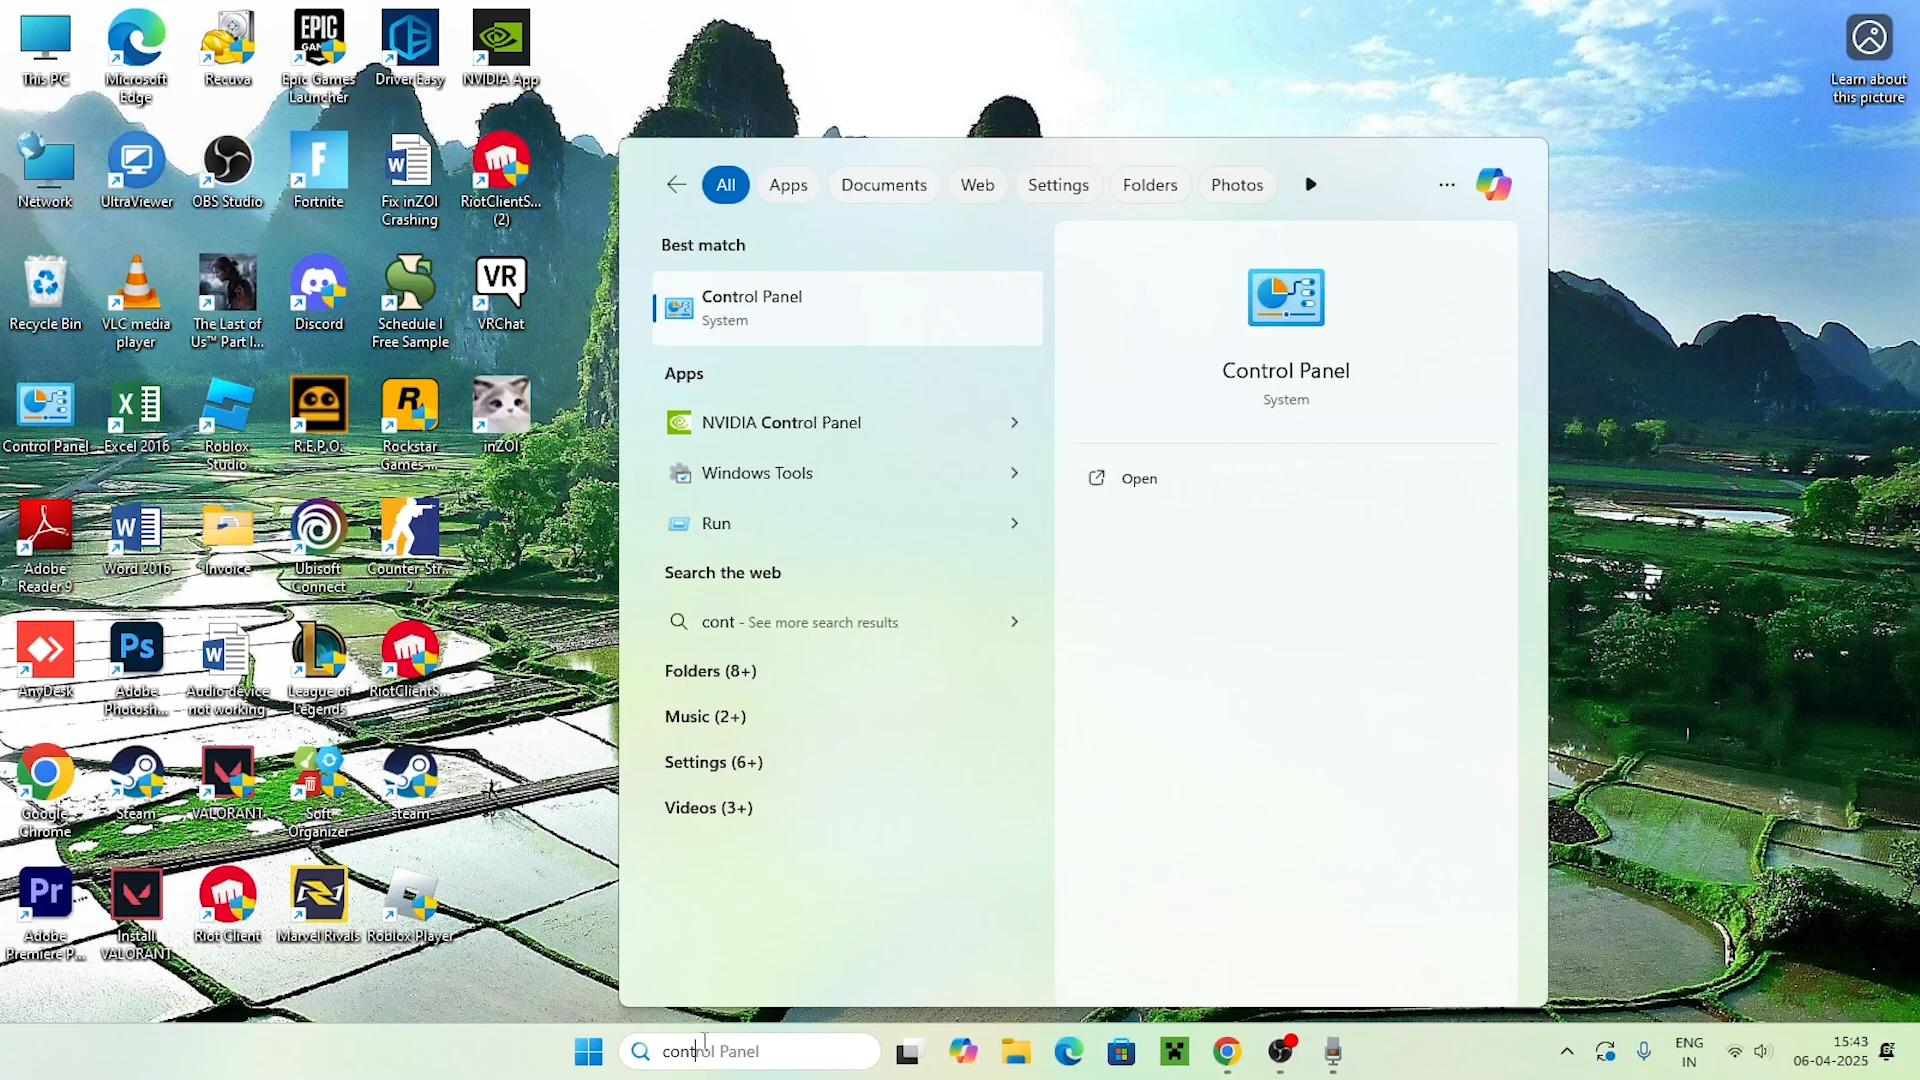 This PC
Microsoft
Edge
Recuva
EPIC
GAMES
Epic Games
Launcher
Driver Easy
NVIDIA App
Network
UltraViewer
OBS Studio
Fortnite
Fix inZOI
Crashing
RiotClientS...
(2)
Recycle Bin
VLC media
player
The Last of
Us™ Part I...
Discord
Schedule I
Free Sample
VR
VRChat
Control Panel
Excel 2016
Roblox
Studio
R.E.P.O.
Rockstar
Games ...
inZOI
Adobe
Reader 9
Word 2016
Invoice
Ubisoft
Connect
Counter-Str...
2
AnyDesk
Ps
Adobe
Photosh...
Audio device
not working
League of
Legends
RiotClientS...
Google
Chrome
Steam
VALORANT
Soft
Organizer
steam
Pr
Adobe
Premiere P...
Install
VALORANT
Riot Client
Marvel Rivals
Roblox Player
Learn about
this picture
All
Apps
Documents
Web
Settings
Folders
Photos
Best match
Control Panel
System
Apps
NVIDIA Control Panel
Windows Tools
Run
Search the web
cont - See more search results
Folders (8+)
Music (2+)
Settings (6+)
Videos (3+)
Control Panel
System
Open
control Panel
ENG
IN
15:43
06-04-2025